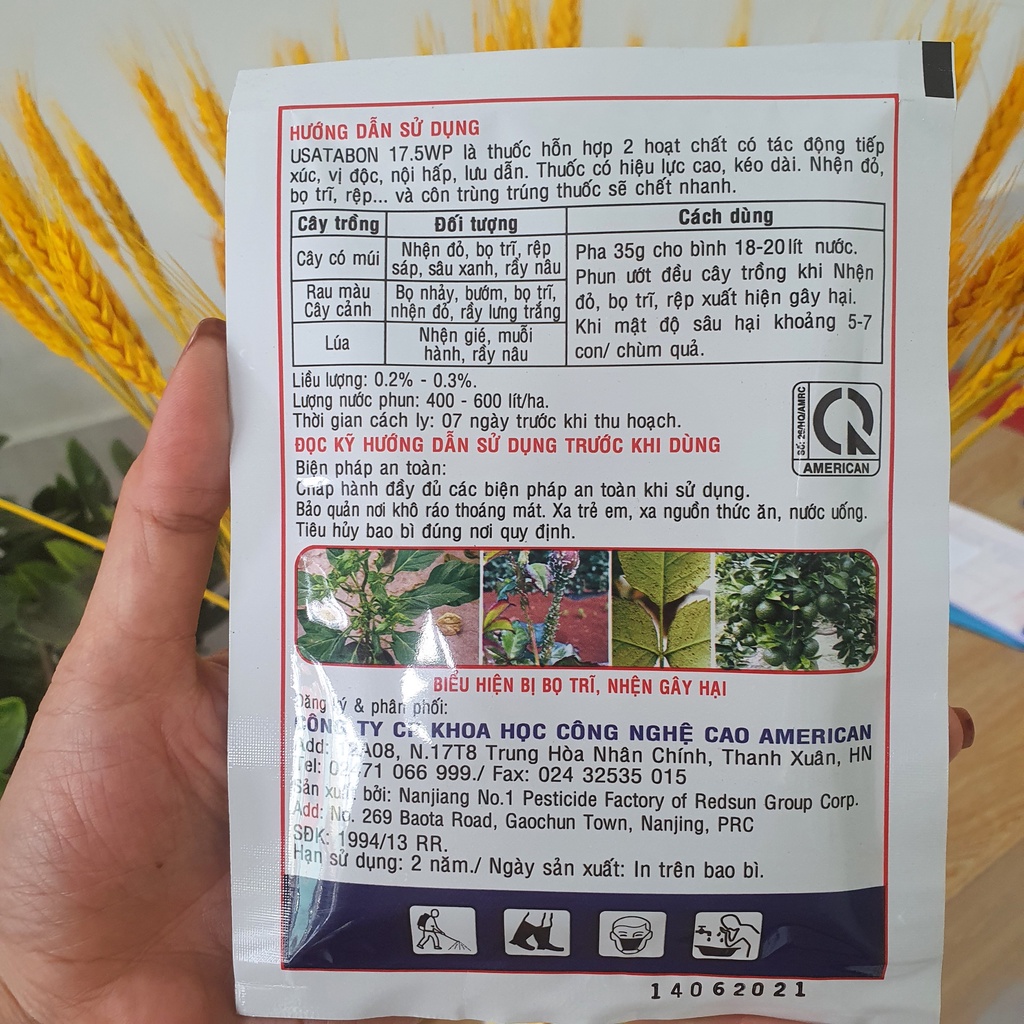 HƯỚNG DẪN SỬ DỤNG
USATABON 17.5WP là thuốc hỗn hợp 2 hoạt chất có tác động tiếp
xúc, vị độc, nội hấp, lưu dẫn. Thuốc có hiệu lực cao, kéo dài. Nhện đỏ,
bọ trĩ, rệp... và côn trùng trúng thuốc sẽ chết nhanh.
Cây trồng
Đối tượng
Cách dùng
Cây có múi
Nhện đỏ, bọ trĩ, rệp
sáp, sâu xanh, rầy nâu
Rau màu
Cây cảnh
Bọ nhảy, bướm, bọ trĩ,
nhện đỏ, rầy lưng trắng
Lúa
Nhện gié, muỗi
hành, rầy nâu
Pha 35g cho bình 18-20lít nước.
Phun ướt đều cây trồng khi Nhện
đỏ, bọ trĩ, rệp xuất hiện gây hại.
Khi mật độ sâu hại khoảng 5-7
con/ chùm quả.
Liều lượng: 0.2% - 0.3%.
Lượng nước phun: 400 - 600 lít/ha.
Thời gian cách ly: 07 ngày trước khi thu hoạch.
Số: 26/HQ/AMRC
AMERICAN
ĐỌC KỸ HƯỚNG DẪN SỬ DỤNG TRƯỚC KHI DÙNG
Biện pháp an toàn:
Chấp hành đầy đủ các biện pháp an toàn khi sử dụng.
Bảo quản nơi khô ráo thoáng mát. Xa trẻ em, xa nguồn thức ăn, nước uống.
Tiêu hủy bao bì đúng nơi quy định.
BIỂU HIỆN BỊ BỌ TRĨ, NHỆN GÂY HẠI
Đăng ký & phân phối:
CÔNG TY CP KHOA HỌC CÔNG NGHỆ CAO AMERICAN
Add: 12A08, N.17T8 Trung Hòa Nhân Chính, Thanh Xuân, HN
Tel: 02471 066 999./ Fax: 024 32535 015
Sản xuất bởi: Nanjiang No.1 Pesticide Factory of Redsun Group Corp.
Add: No. 269 Baota Road, Gaochun Town, Nanjing, PRC
SĐK: 1994/13 RR.
Hạn sử dụng: 2 năm./ Ngày sản xuất: In trên bao bì.
14062021